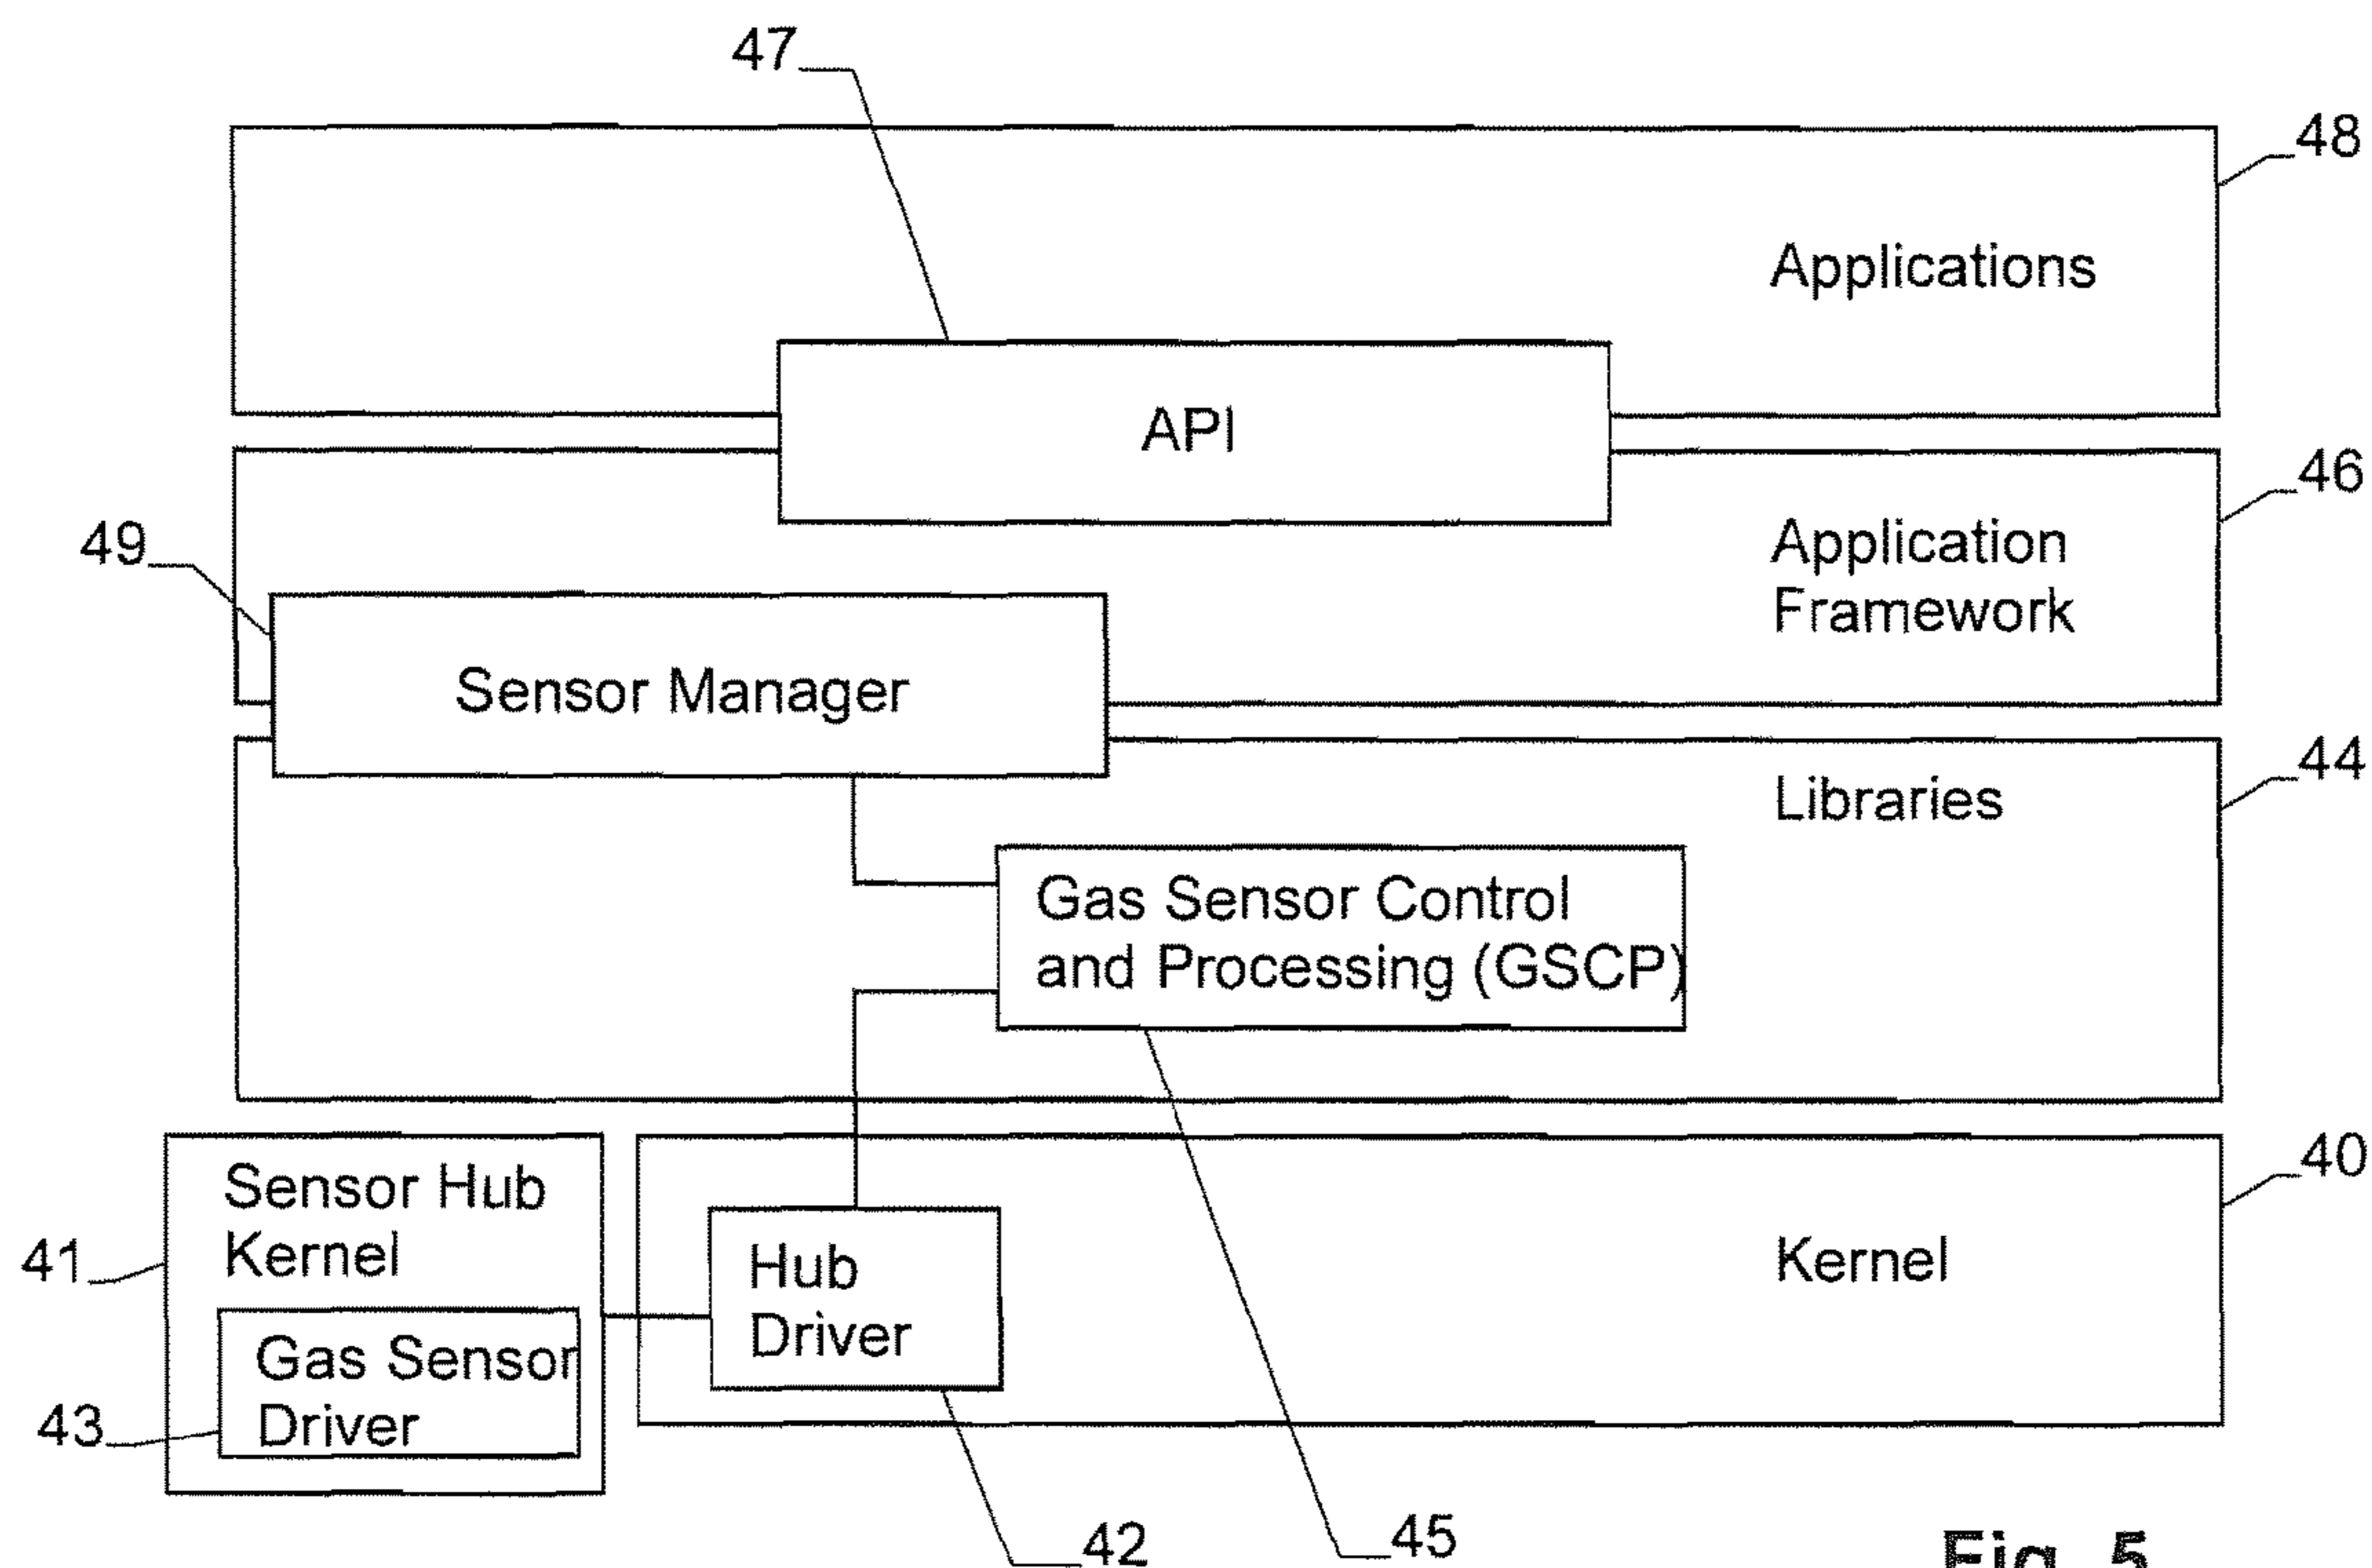 47
48
Applications
API
46
49
Application
Framework
Sensor Manager
44
Libraries
Gas Sensor Control
and Processing (GSCP)
40
Sensor Hub
Kernel
41
Hub
Driver
Kernel
Gas Sensor
Driver
43
42
45
Fig. 5